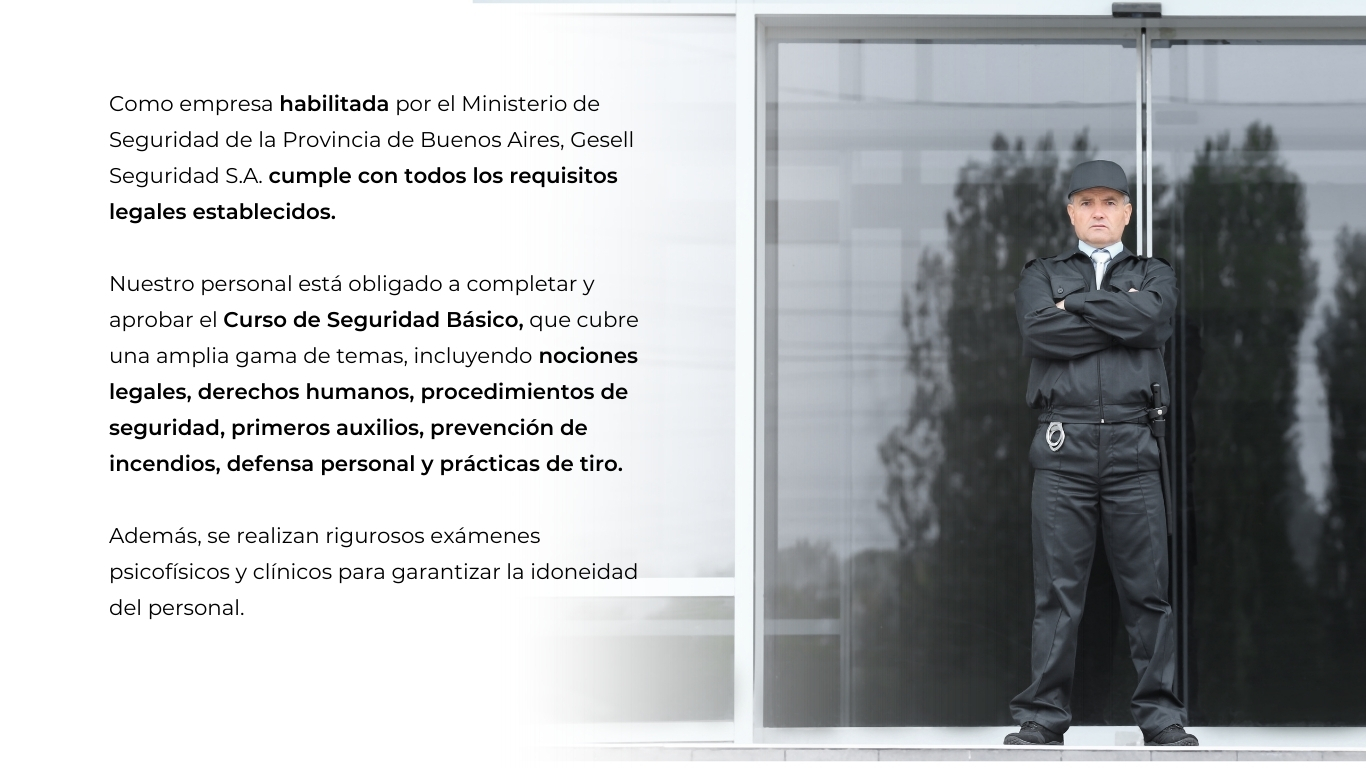 Como empresa habilitada por el Ministerio de
Seguridad de la Provincia de Buenos Aires, Gesell
Seguridad S.A. cumple con todos los requisitos
legales establecidos.
Nuestro personal está obligado a completar y
aprobar el Curso de Seguridad Básico, que cubre
una amplia gama de temas, incluyendo nociones
legales, derechos humanos, procedimientos de
seguridad, primeros auxilios, prevención de
incendios, defensa personal y prácticas de tiro.
Además, se realizan rigurosos exámenes
psicofísicos y clínicos para garantizar la idoneidad
del personal.